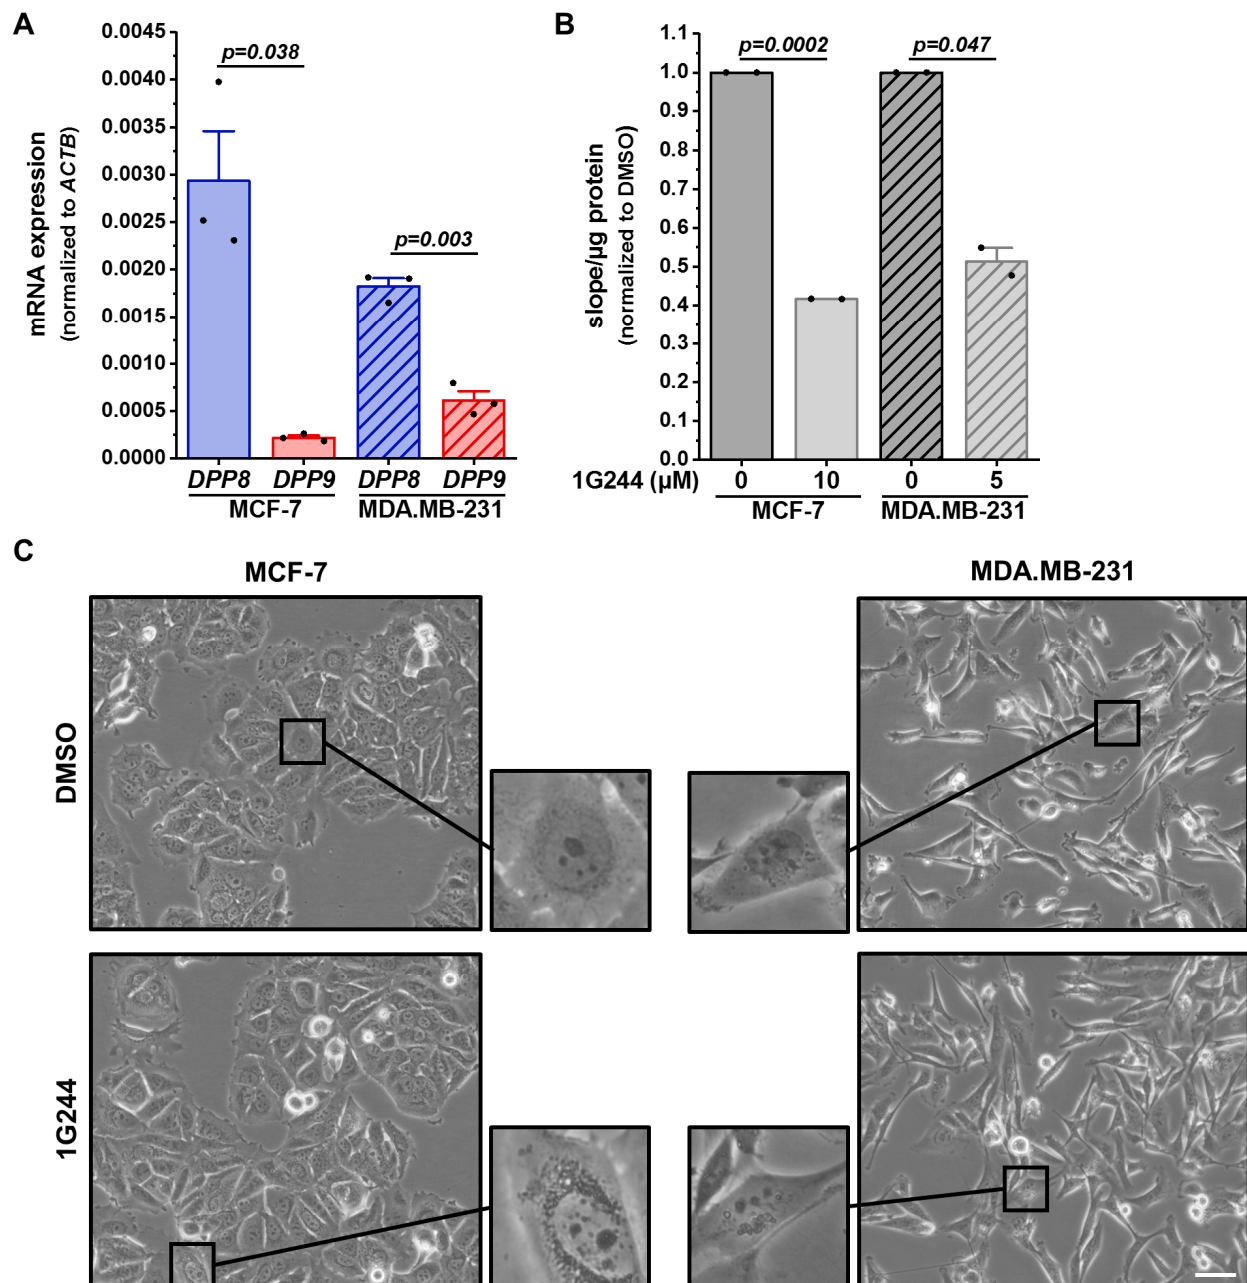 A
mRNA expression
(normalized to ACTB)
0.0045
0.0040
0.0035
0.0030
0.0025
0.0020
0.0015
0.0010
0.0005
0.0000
p=0.038
p=0.003
DPP8 DPP9 DPP8 DPP9
MCF-7 MDA.MB-231
B
slope/µg protein
(normalized to DMSO)
1.1
1.0
0.9
0.8
0.7
0.6
0.5
0.4
0.3
0.2
0.1
0.0
p=0.0002
p=0.047
1G244 (µM) 0 10 0 5
MCF-7 MDA.MB-231
C
MCF-7 MDA.MB-231
DMSO
1G244